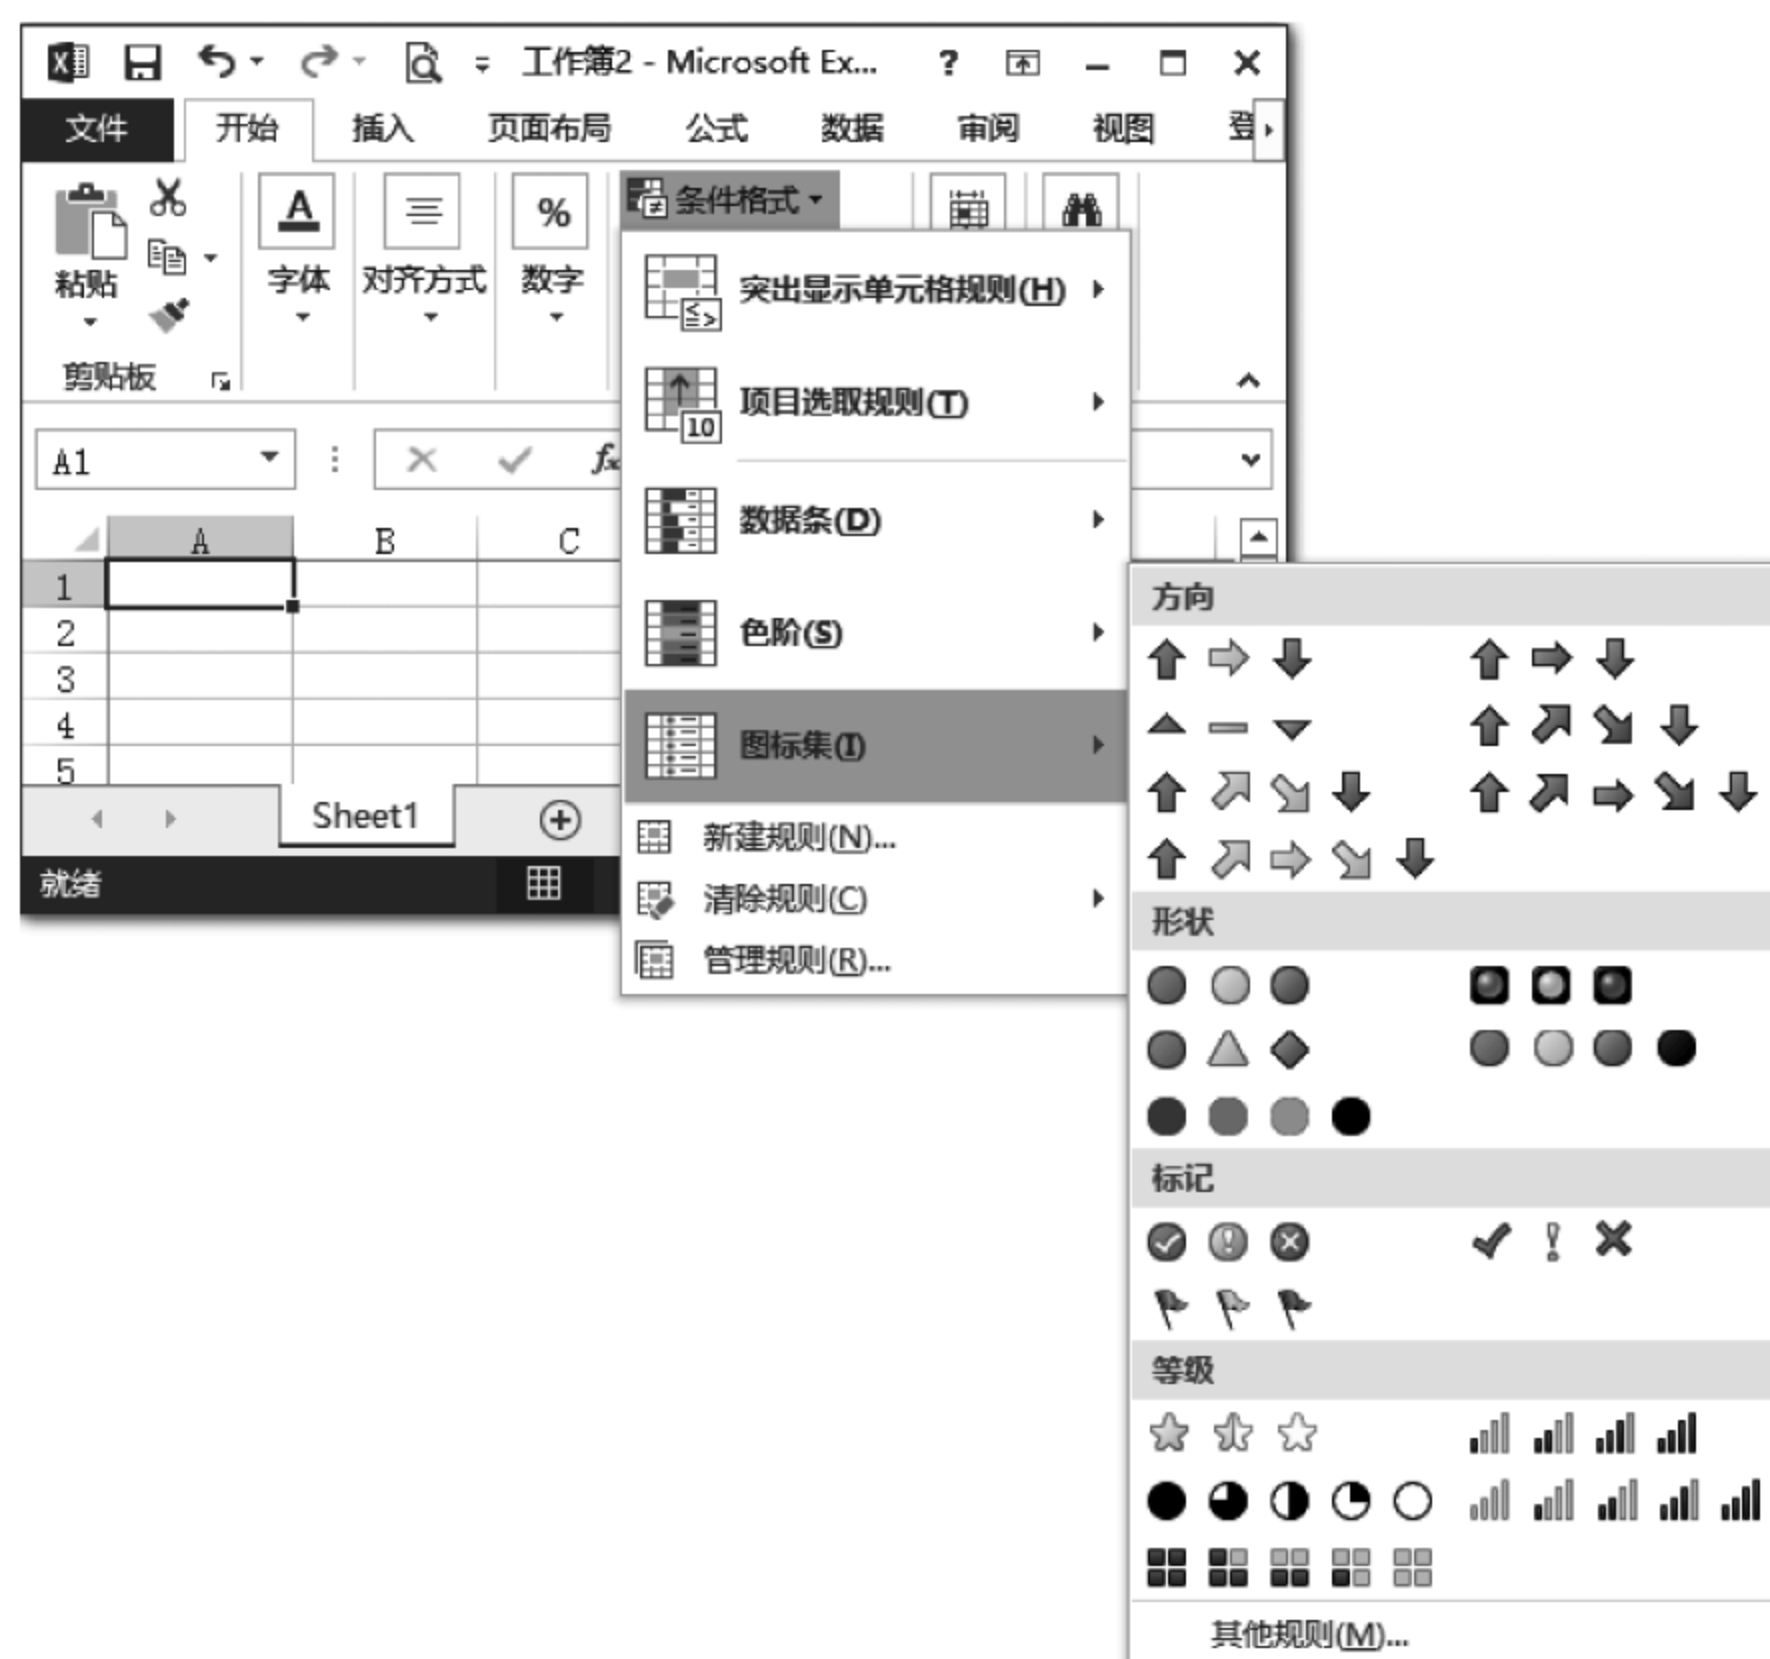 工作簿2 - Microsoft Ex...
文件 开始 插入 页面布局 公式 数据 审阅 视图 登
条件格式
粘贴 字体 对齐方式 数字
剪贴板
突出显示单元格规则(H)
项目选取规则(T)
10
A1 fx
数据条(D)
A B C
1
2
3
4
5
色阶(S)
图标集(I)
Sheet1
新建规则(N)...
就绪
清除规则(C)
管理规则(R)...
方向
形状
标记
等级
其他规则(M)...